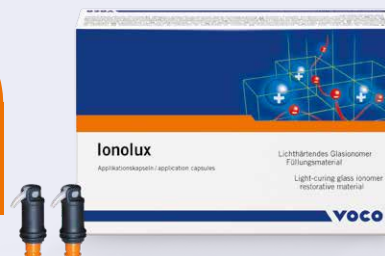 Ionolux
Applikationskapseln / application capsules
Lichthärtendes Glasionomer
Füllungsmaterial
Light-curing glass ionomer
restorative material
VOCO